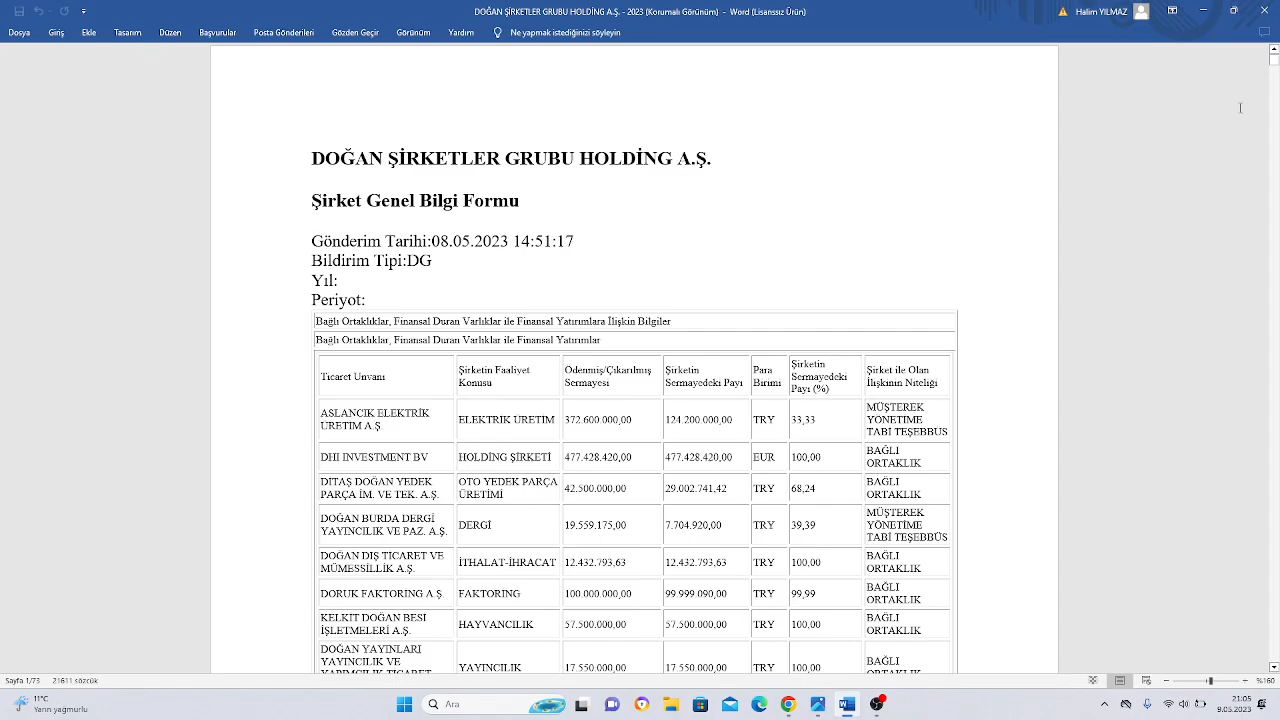 DOĞAN ŞİRKETLER GRUBU HOLDİNG A.Ş. - 2023 (Korumalı Görünüm) - Word (Lisanssız Ürün)
Halim YILMAZ
Dosya Giriş Ekle Tasarım Düzen Başvurular Posta Gönderileri Gözden Geçir Görünüm Yardım Ne yapmak istediğinizi söyleyin
DOĞAN ŞİRKETLER GRUBU HOLDİNG A.Ş.
Şirket Genel Bilgi Formu
Gönderim Tarihi:08.05.2023 14:51:17
Bildirim Tipi:DG
Yıl:
Periyot:
Bağlı Ortaklıklar, Finansal Duran Varlıklar ile Finansal Yatırımlara İlişkin Bilgiler
Bağlı Ortaklıklar, Finansal Duran Varlıklar ile Finansal Yatırımlar
Ticaret Unvanı
Şirketin Faaliyet
Konusu
Ödenmiş/Çıkarılmış
Sermayesi
Şirketin
Sermayedeki Payı
Para
Birimi
Şirketin
Sermayedeki
Payı (%)
Şirket ile Olan
İlişkinin Niteliği
ASLANCIK ELEKTRİK
ÜRETİM A.Ş.
ELEKTRİK ÜRETİM
372.600.000,00
124.200.000,00
TRY
33,33
MÜŞTEREK
YÖNETİME
TABİ TEŞEBBÜS
DHI INVESTMENT BV
HOLDİNG ŞİRKETİ
477.428.420,00
477.428.420,00
EUR
100,00
BAĞLI
ORTAKLIK
DİTAŞ DOĞAN YEDEK
PARÇA İM. VE TEK. A.Ş.
OTO YEDEK PARÇA
ÜRETİMİ
42.500.000,00
29.002.741,42
TRY
68,24
BAĞLI
ORTAKLIK
DOĞAN BURDA DERGİ
YAYINCILIK VE PAZ. A.Ş.
DERGİ
19.559.175,00
7.704.920,00
TRY
39,39
MÜŞTEREK
YÖNETİME
TABİ TEŞEBBÜS
DOĞAN DIŞ TİCARET VE
MÜMESSİLLİK A.Ş.
İTHALAT-İHRACAT
12.432.793,63
12.432.793,63
TRY
100,00
BAĞLI
ORTAKLIK
DORUK FAKTORİNG A.Ş.
FAKTORİNG
100.000.000,00
99.999.090,00
TRY
99,99
BAĞLI
ORTAKLIK
KELKİT DOĞAN BESİ
İŞLETMELERİ A.Ş.
HAYVANCILIK
57.500.000,00
57.500.000,00
TRY
100,00
BAĞLI
ORTAKLIK
DOĞAN YAYINLARI
YAYINCILIK VE
YAPIMCILIK TİCARET
YAYINCILIK
17.550.000,00
17.550.000,00
TRY
100,00
BAĞLI
ORTAKLIK
Sayfa 1/73 21611 sözcük
%160
11°C
Yarın yağmurlu
Ara
21:05
9.5.2023